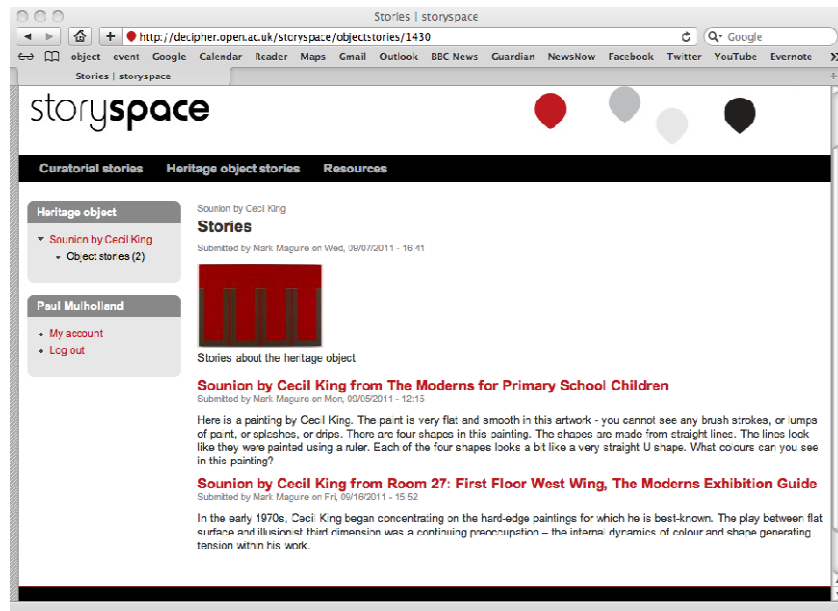 Stories | storyspace
http://decipher.open.ac.uk/storyspace/objectstories/1430
Google
object event Google Calendar Reader Maps Gmail Outlook BBC News Guardian NewsNow Facebook Twitter YouTube Evernote
Stories | storyspace
storyspace
Curatorial stories Heritage object stories Resources
Heritage object
Sounion by Cecil King
Object stories (2)
Paul Mulholland
My account
Log out
Sounion by Cecil King
Stories
Submitted by Mark Maguire on Wed, 09/07/2011 - 16:41
Stories about the heritage object
Sounion by Cecil King from The Moderns for Primary School Children
Submitted by Mark Maguire on Mon, 09/05/2011 - 12:15
Here is a painting by Cecil King. The paint is very flat and smooth in this artwork - you cannot see any brush strokes, or lumps
of paint, or splashes, or drips. There are four shapes in this painting. The shapes are made from straight lines. The lines look
like they were painted using a ruler. Each of the four shapes looks a bit like a very straight U shape. What colours can you see
in this painting?
Sounion by Cecil King from Room 27: First Floor West Wing, The Moderns Exhibition Guide
Submitted by Mark Maguire on Fri, 09/16/2011 - 15:52
In the early 1970s, Cecil King began concentrating on the hard-edge paintings for which he is best-known. The play between flat
surface and illusionist third dimension was a continuing preoccupation – the internal dynamics of colour and shape generating
tension within his work.